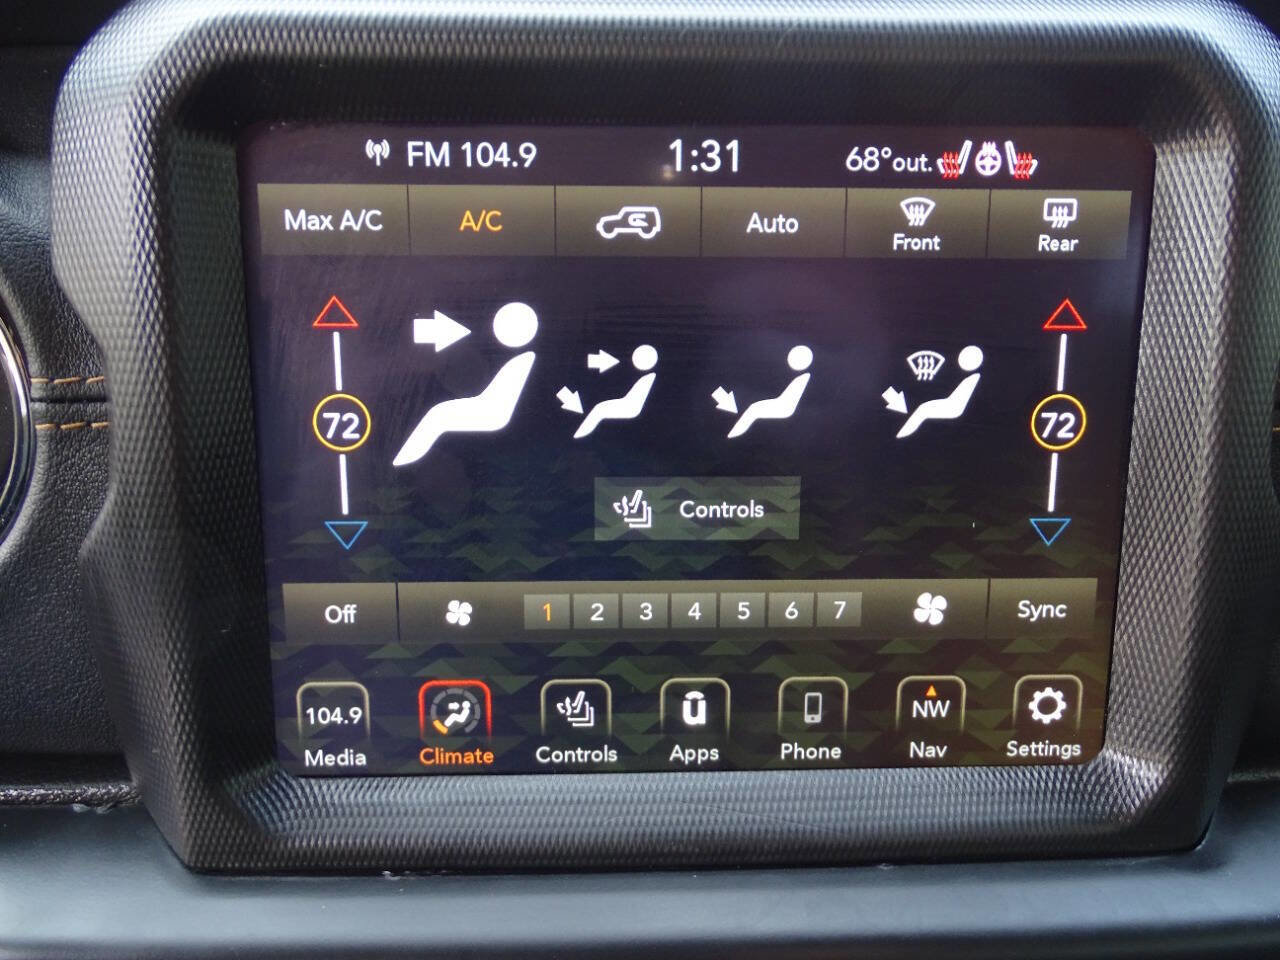 FM 104.9 1:31 68°out.
Max A/C A/C Auto Front Rear
72 72
Controls
Off 1 2 3 4 5 6 7 Sync
104.9 NW
Media Climate Controls Apps Phone Nav Settings